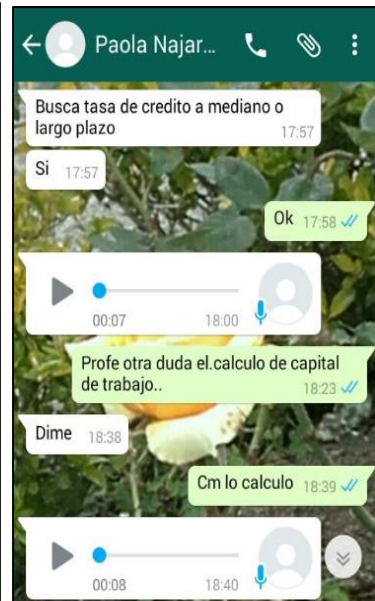 Paola Najar...
Busca tasa de credito a mediano o
largo plazo
17:57
Si 17:57
Ok 17:58
00:07 18:00
Profe otra duda el.calculo de capital
de trabajo..
18:23
Dime 18:38
Cm lo calculo 18:39
00:08 18:40